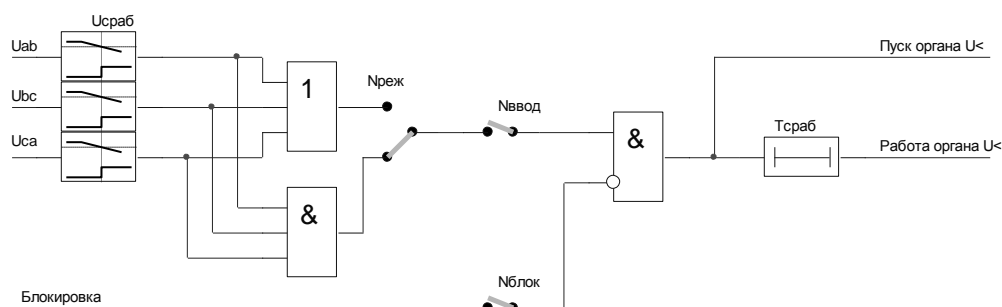 Uсраб
Uab
Ubc
Uca
1
&
Nреж
Nввод
&
Пуск органа U<
Tсраб
Работа органа U<
Nблок
Блокировка